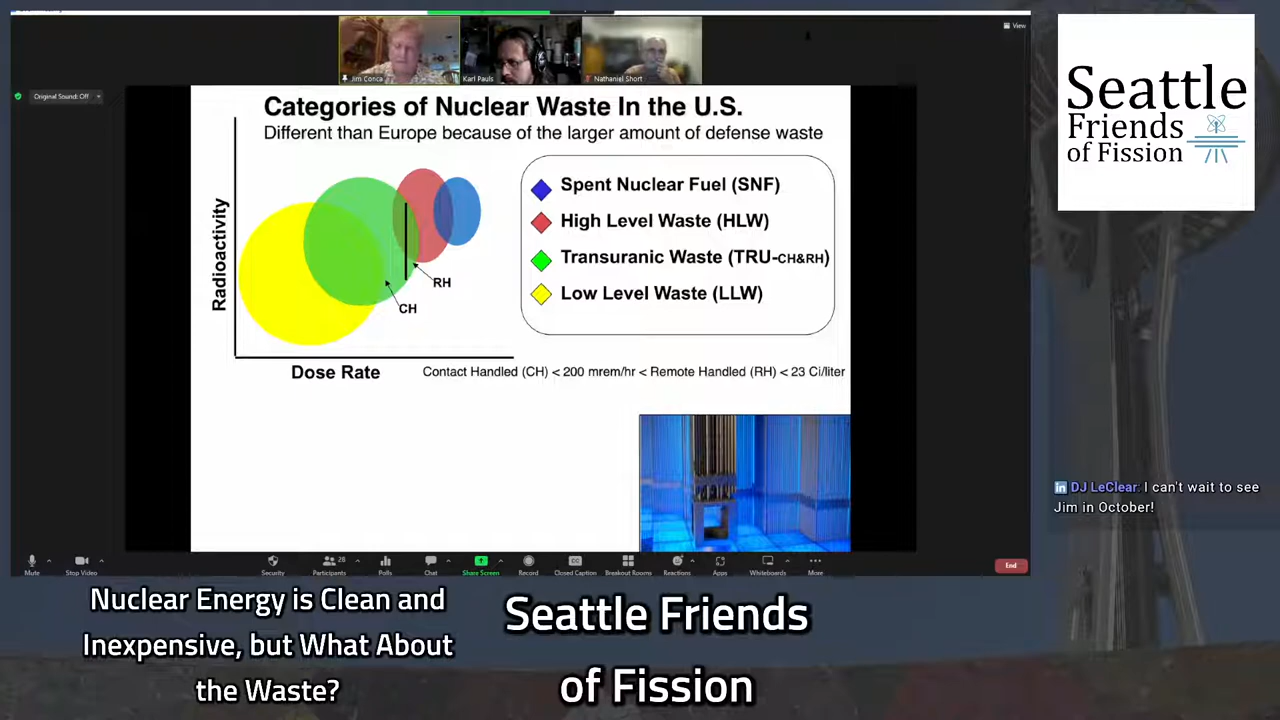 View
Jim Conca
Karl Pauls
Nathaniel Short
Original Sound: Off
Categories of Nuclear Waste In the U.S.
Different than Europe because of the larger amount of defense waste
Radioactivity
Spent Nuclear Fuel (SNF)
High Level Waste (HLW)
Transuranic Waste (TRU-CH&RH)
Low Level Waste (LLW)
RH
CH
Dose Rate
Contact Handled (CH) < 200 mrem/hr < Remote Handled (RH) < 23 Ci/liter
Mute
Stop Video
Security
Participants
28
Polls
Chat
Share Screen
Record
Closed Caption
Breakout Rooms
Reactions
Apps
Whiteboards
More
End
Seattle
Friends
of Fission
in DJ LeClear: I can't wait to see
Jim in October!
Nuclear Energy is Clean and
Inexpensive, but What About
the Waste?
Seattle Friends
of Fission